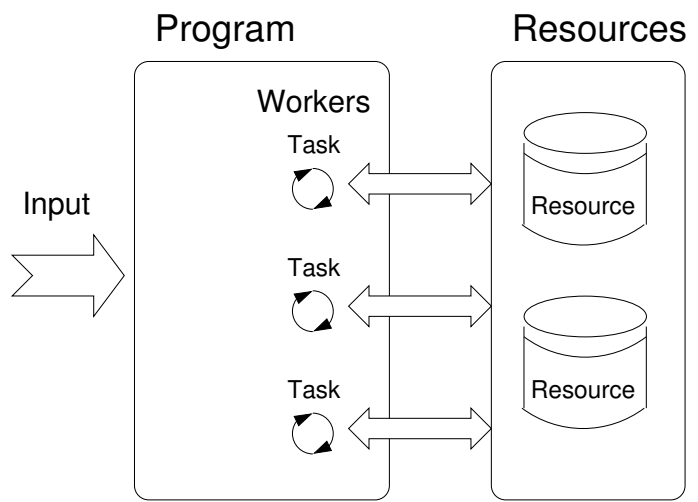 Program
Resources
Workers
Task
Input
Resource
Task
Task
Resource